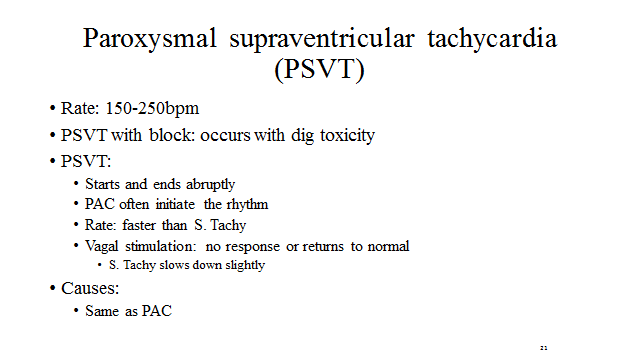 Paroxysmal supraventricular tachycardia
(PSVT)
• Rate: 150-250bpm
• PSVT with block: occurs with dig toxicity
• PSVT:
• Starts and ends abruptly
• PAC often initiate the rhythm
• Rate: faster than S. Tachy
• Vagal stimulation: no response or returns to normal
• S. Tachy slows down slightly
• Causes:
• Same as PAC
21